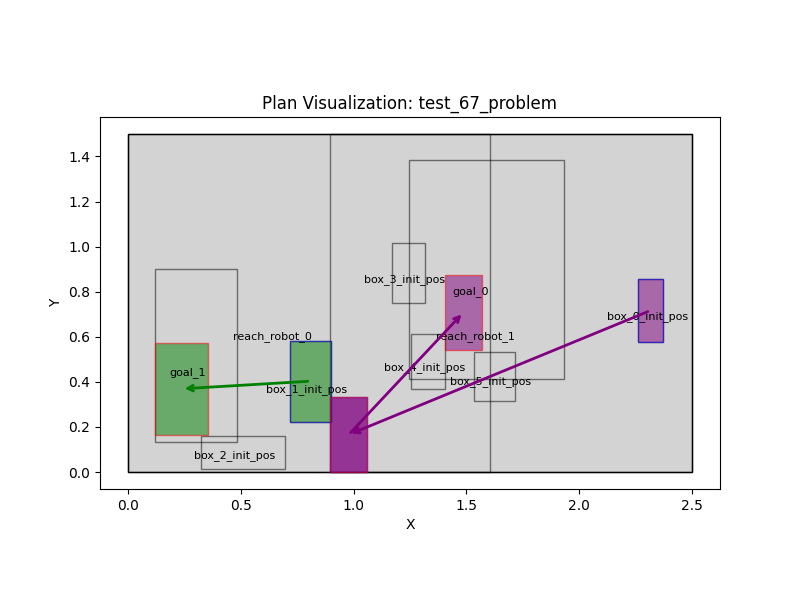 Plan Visualization: test_67_problem
Y
1.4
1.2
1.0
0.8
0.6
0.4
0.2
0.0
box_3_init_pos
goal_0
box_0_init_pos
reach_robot_0
reach_robot_1
goal_1
box_4_init_pos
box_5_init_pos
box_1_init_pos
box_2_init_pos
0.0
0.5
1.0
1.5
2.0
2.5
X